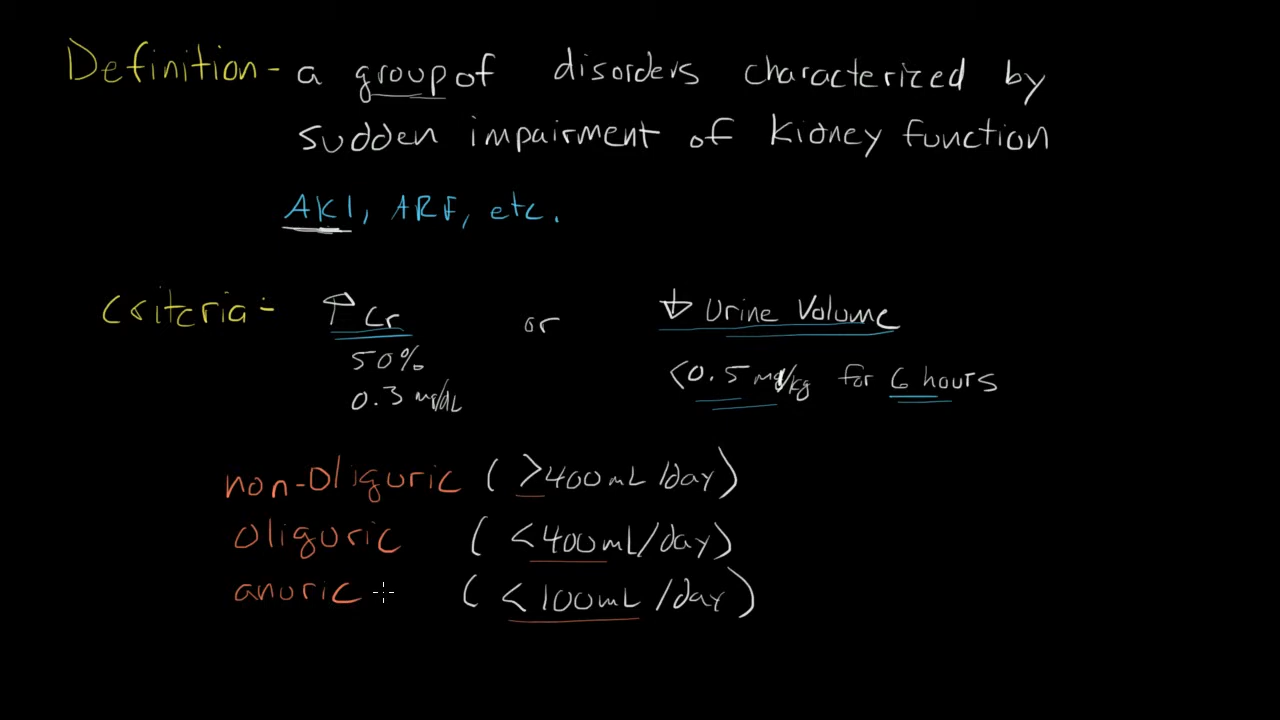 Definition - a group of disorders characterized by
sudden impairment of kidney function
AKI, ARF, etc.
Criteria - ↑ Cr or ↓ Urine Volume
50% <0.5 mg/kg for 6 hours
0.3 mg/dL
non-oliguric (>400mL/day)
oliguric (<400mL/day)
anuric (<100mL/day)